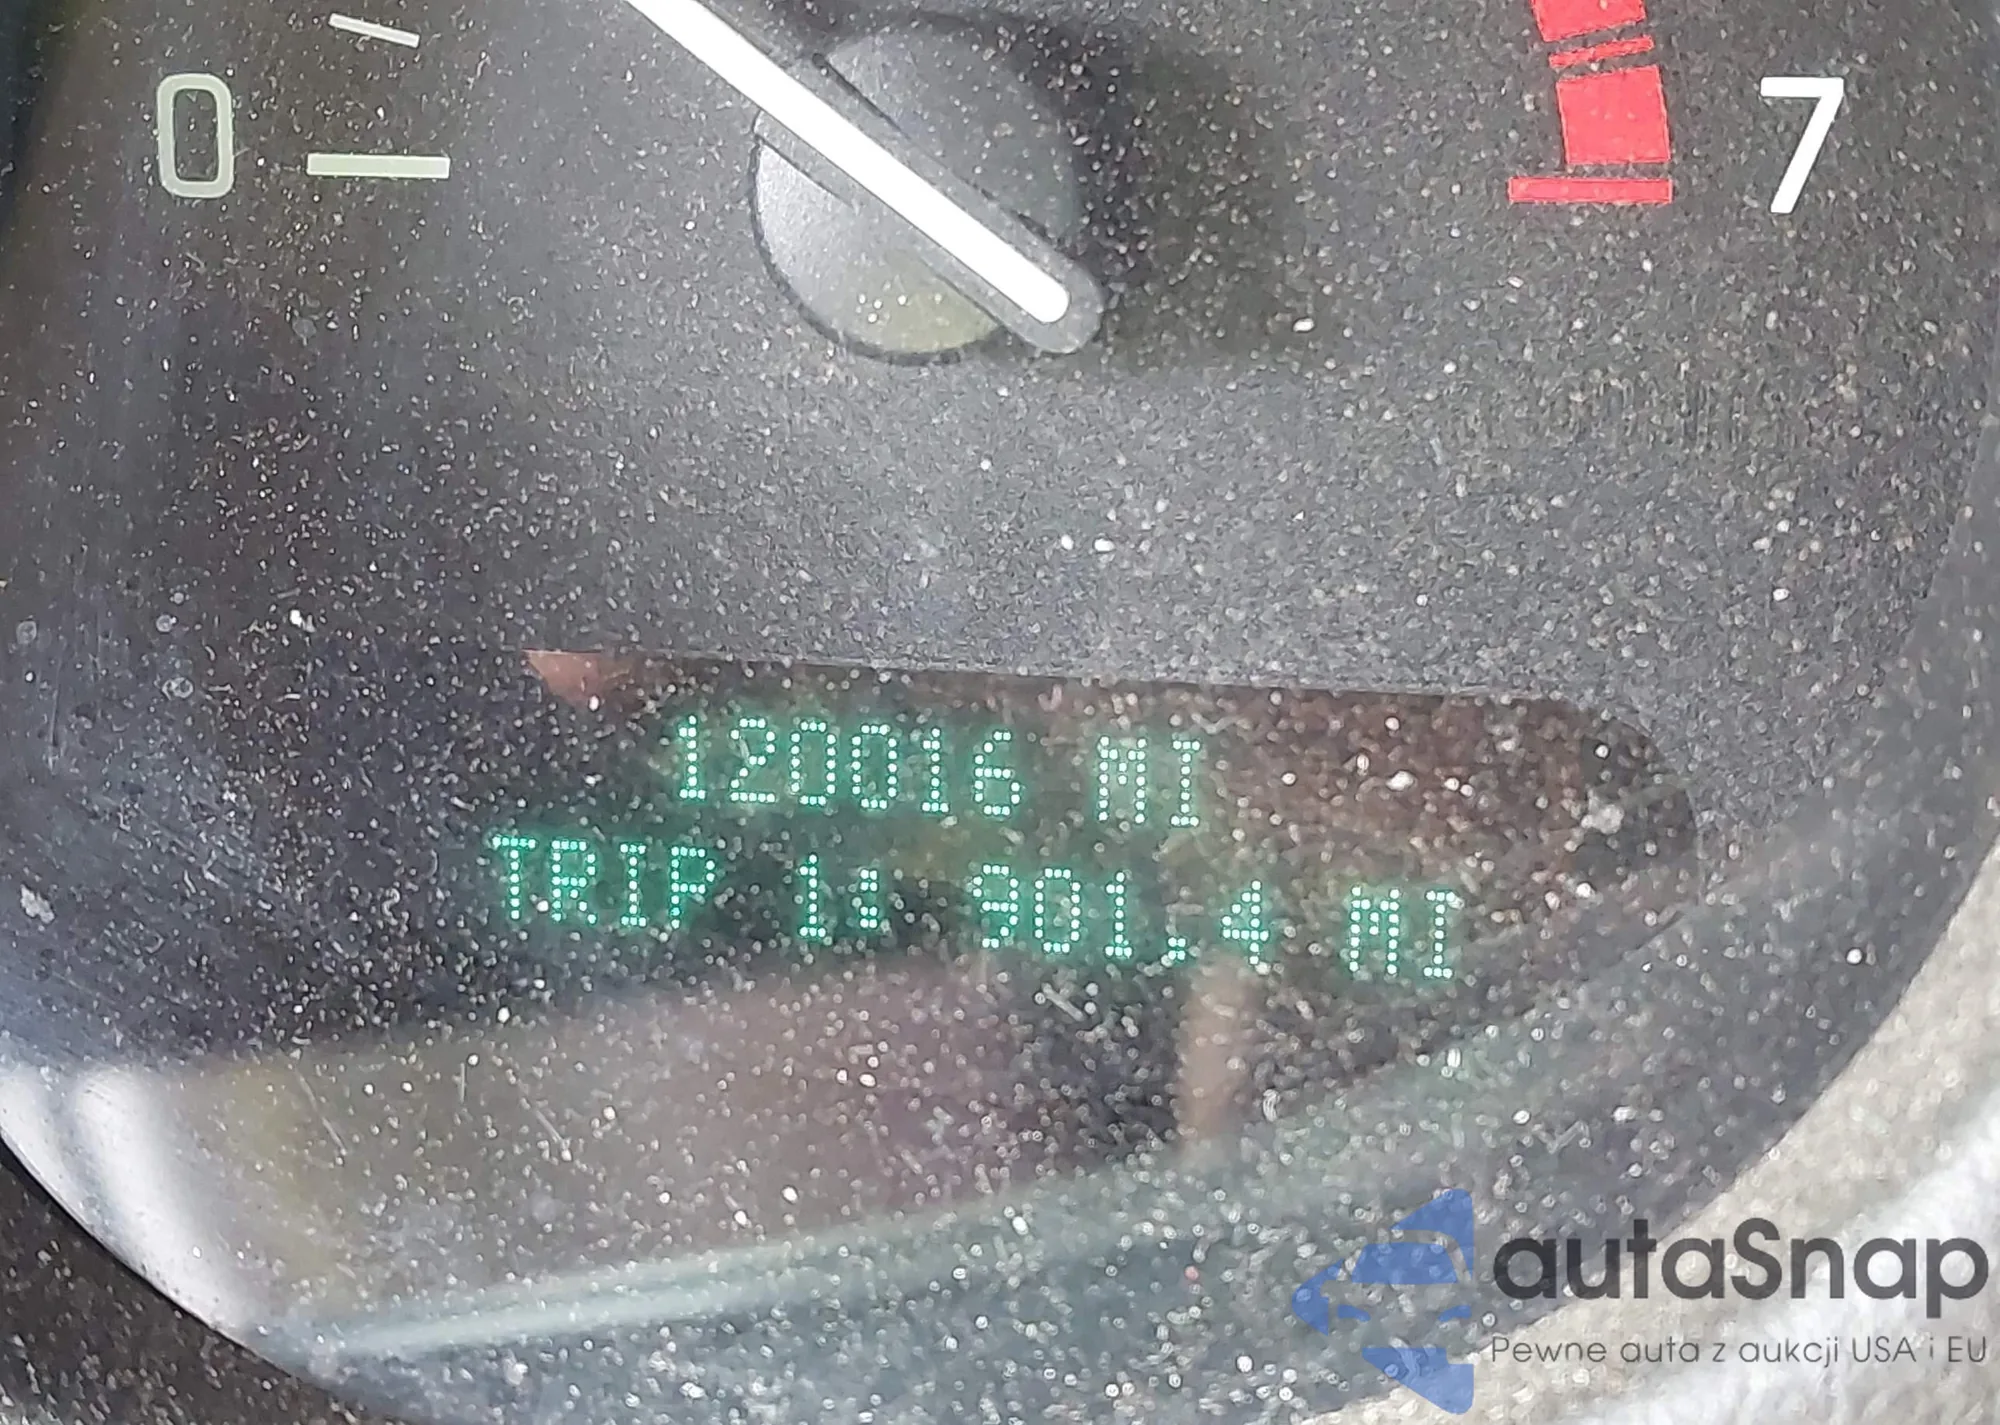 0
7
120016 MI
TRIP 1: 901.4 MI
autaSnap
Pewne auta z aukcji USA i EU